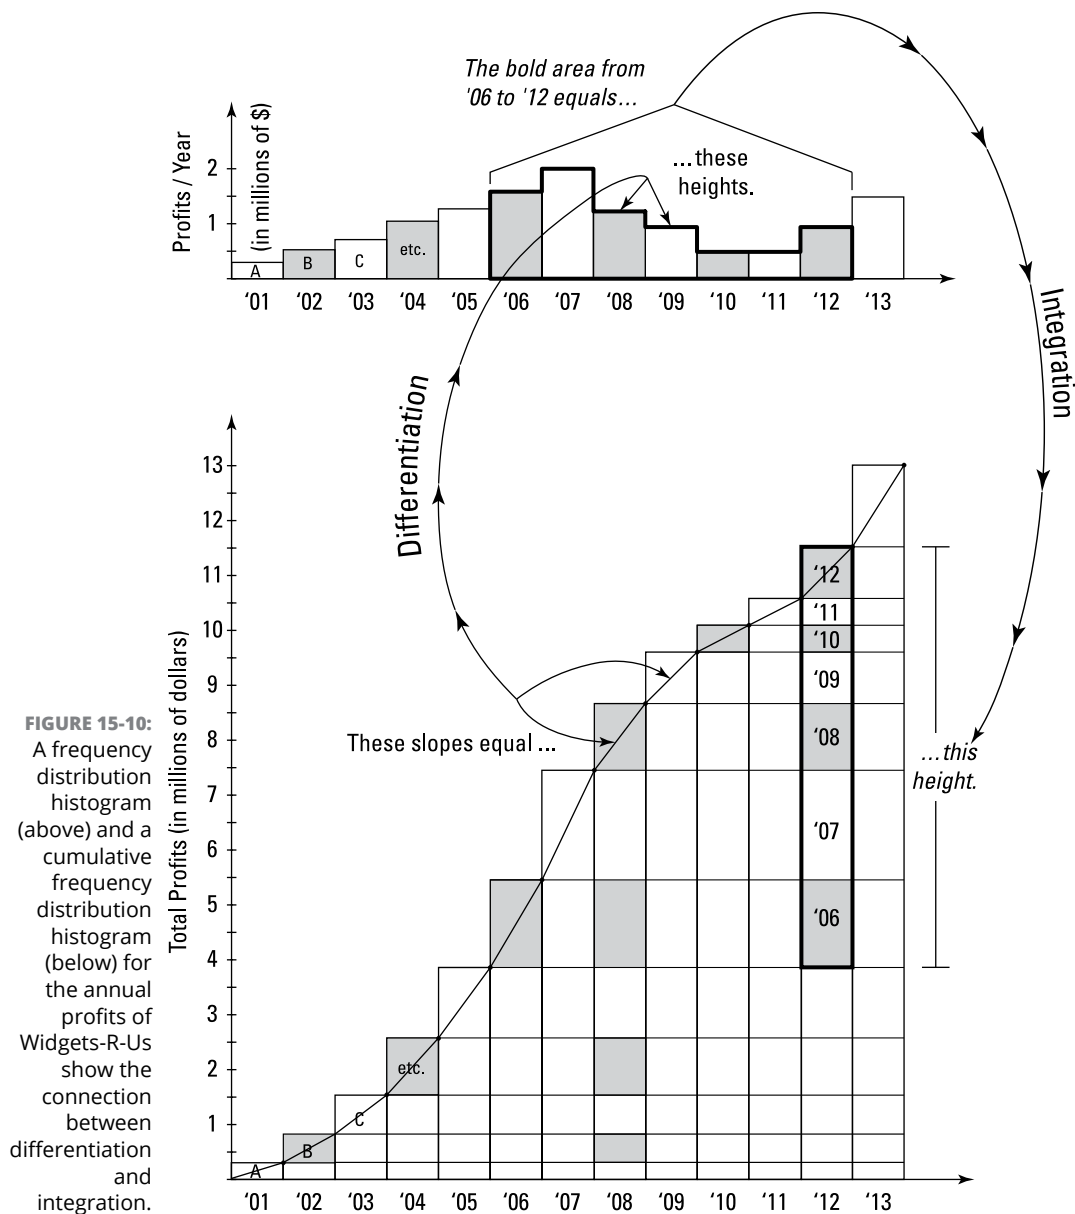 The bold area from
'06 to '12 equals…
…these
heights.
Profits / Year
(in millions of $)
2
1
A
B
C
etc.
‘01 ‘02 ‘03 ‘04 ‘05 ‘06 ‘07 ‘08 ‘09 ‘10 ‘11 ‘12 ‘13
Differentiation
Integration
Total Profits (in millions of dollars)
13
12
11
10
9
8
7
6
5
4
3
2
1
‘12
‘11
‘10
‘09
‘08
‘07
‘06
These slopes equal ...
…this
height.
etc.
C
B
A
‘01 ‘02 ‘03 ‘04 ‘05 ‘06 ‘07 ‘08 ‘09 ‘10 ‘11 ‘12 ‘13
FIGURE 15-10:
A frequency
distribution
histogram
(above) and a
cumulative
frequency
distribution
histogram
(below) for
the annual
profits of
Widgets-R-Us
show the
connection
between
differentiation
and
integration.